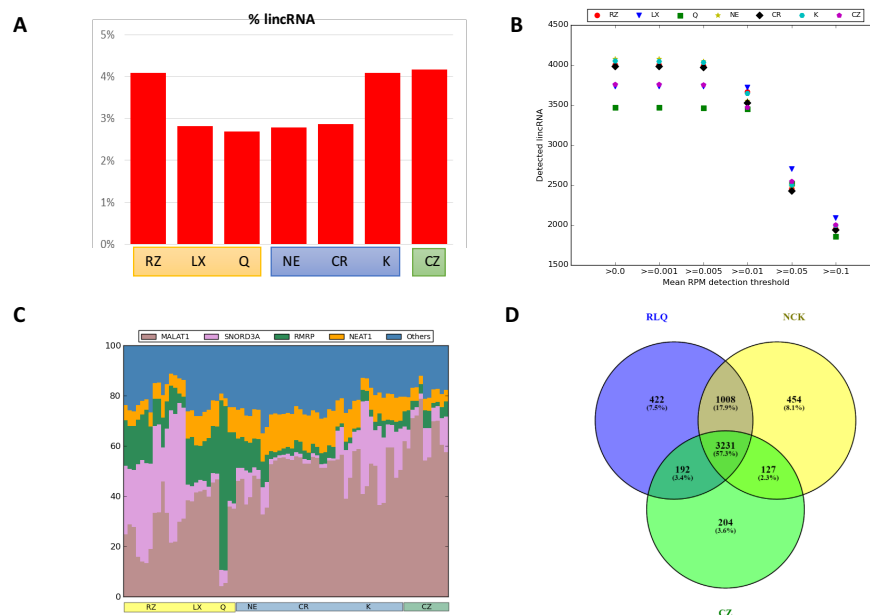 A
% lincRNA
5%
4%
3%
2%
1%
0%
RZ LX Q NE CR K CZ
B
RZ LX Q NE CR K CZ
4500
4000
3500
3000
2500
2000
1500
Detected lincRNA
>0.0 >=0.001 >=0.005 >=0.01 >=0.05 >=0.1
Mean RPM detection threshold
C
MALAT1 SNORD3A RMRP NEAT1 Others
100
80
60
40
20
0
RZ LX Q NE CR K CZ
D
RLQ NCK
422
(7.5%)
1008
(17.9%)
454
(8.1%)
3231
(57.3%)
192
(3.4%)
127
(2.3%)
204
(3.6%)
CZ